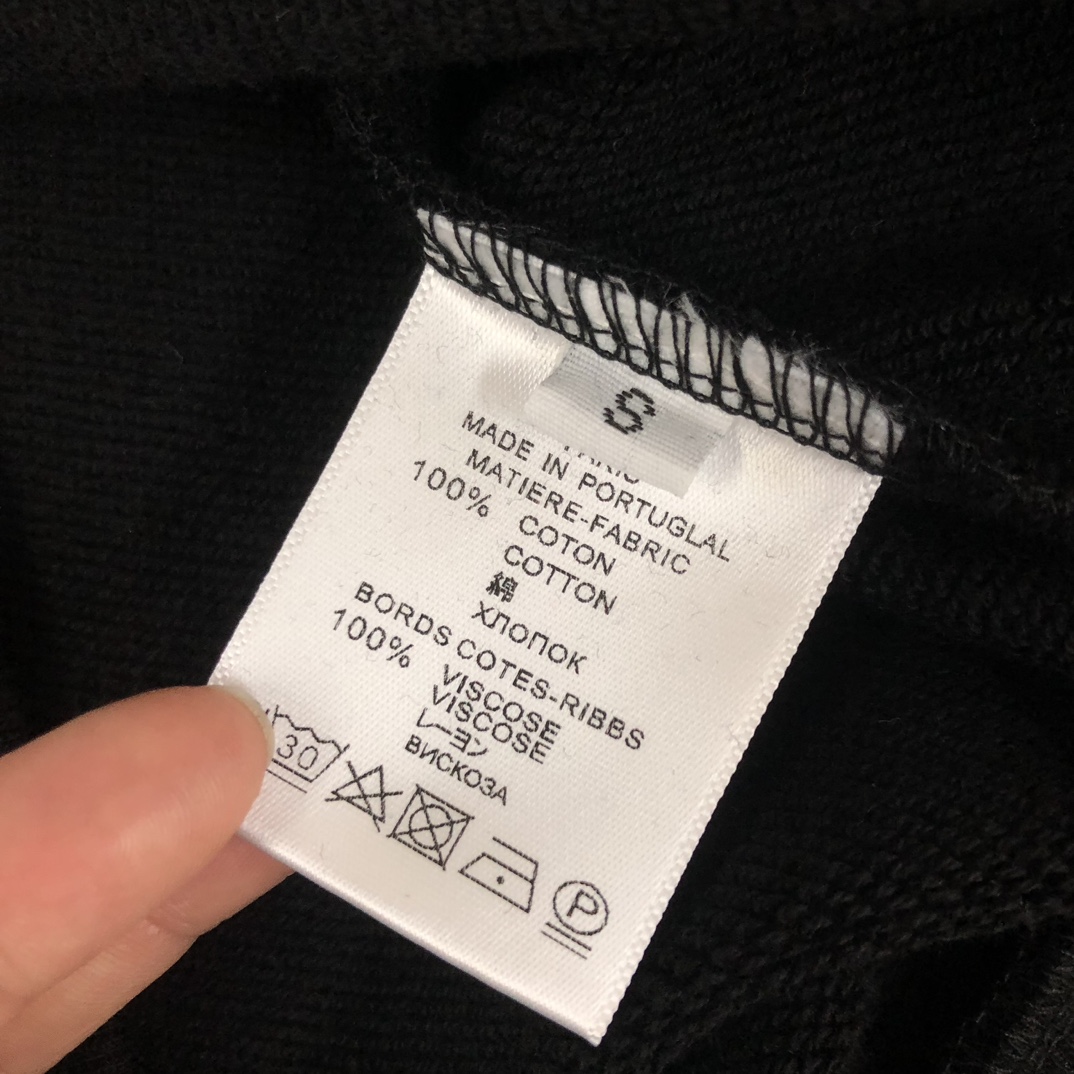 S
MADE IN PORTUGLAL
MATIERE-FABRIC
100% COTON
COTTON
綿
ХЛОПОК
BORDS COTES-RIBBS
100% VISCOSE
VISCOSE
レーヨン
ВИСКОЗА
30
P